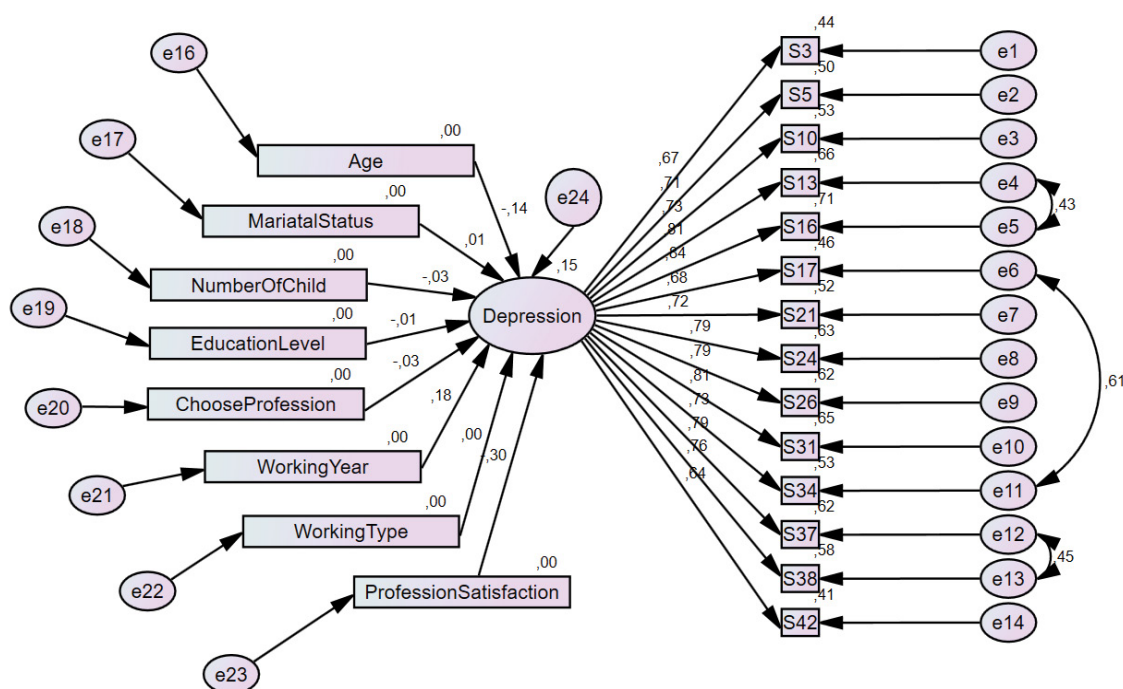 e16
,00
Age
-,14
e17
,00
MariatalStatus
,01
e18
,00
NumberOfChild
-,03
e19
,00
EducationLevel
-,01
e20
,00
ChooseProfession
-,03
e21
,00
WorkingYear
,18
e22
,00
WorkingType
,00
e23
,00
ProfessionSatisfaction
-,30
e24
,15
Depression
,67
,71
,73
,81
,84
,68
,72
,79
,79
,81
,73
,79
,76
,64
,44
S3
e1
,50
S5
e2
,53
S10
e3
,66
S13
e4
,71
S16
e5
,43
,46
S17
e6
,52
S21
e7
,63
S24
e8
,62
S26
e9
,65
S31
e10
,53
S34
e11
,61
,62
S37
e12
,58
S38
e13
,45
,41
S42
e14